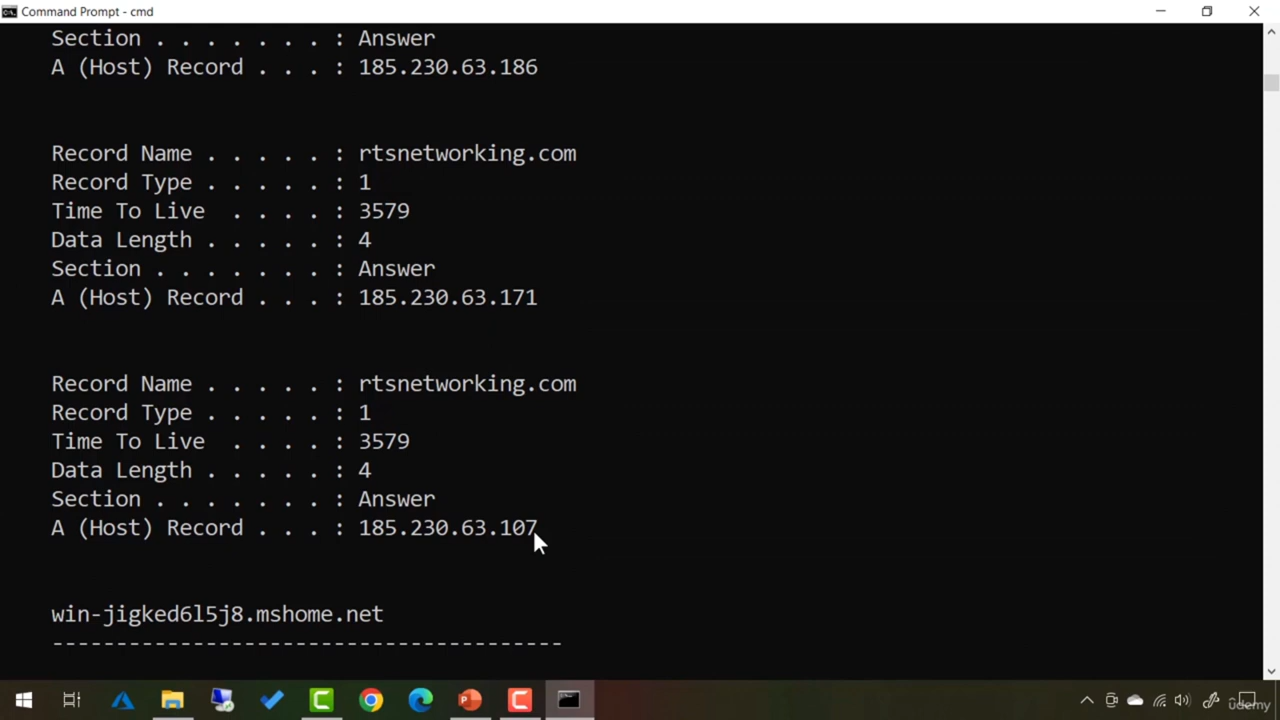 Command Prompt - cmd
Section . . . . . . . : Answer
A (Host) Record . . . : 185.230.63.186
Record Name . . . . . : rtsnetworking.com
Record Type . . . . . : 1
Time To Live  . . . . : 3579
Data Length . . . . . : 4
Section . . . . . . . : Answer
A (Host) Record . . . : 185.230.63.171
Record Name . . . . . : rtsnetworking.com
Record Type . . . . . : 1
Time To Live  . . . . : 3579
Data Length . . . . . : 4
Section . . . . . . . : Answer
A (Host) Record . . . : 185.230.63.107
win-jigked6l5j8.mshome.net
----------------------------------------
udemy